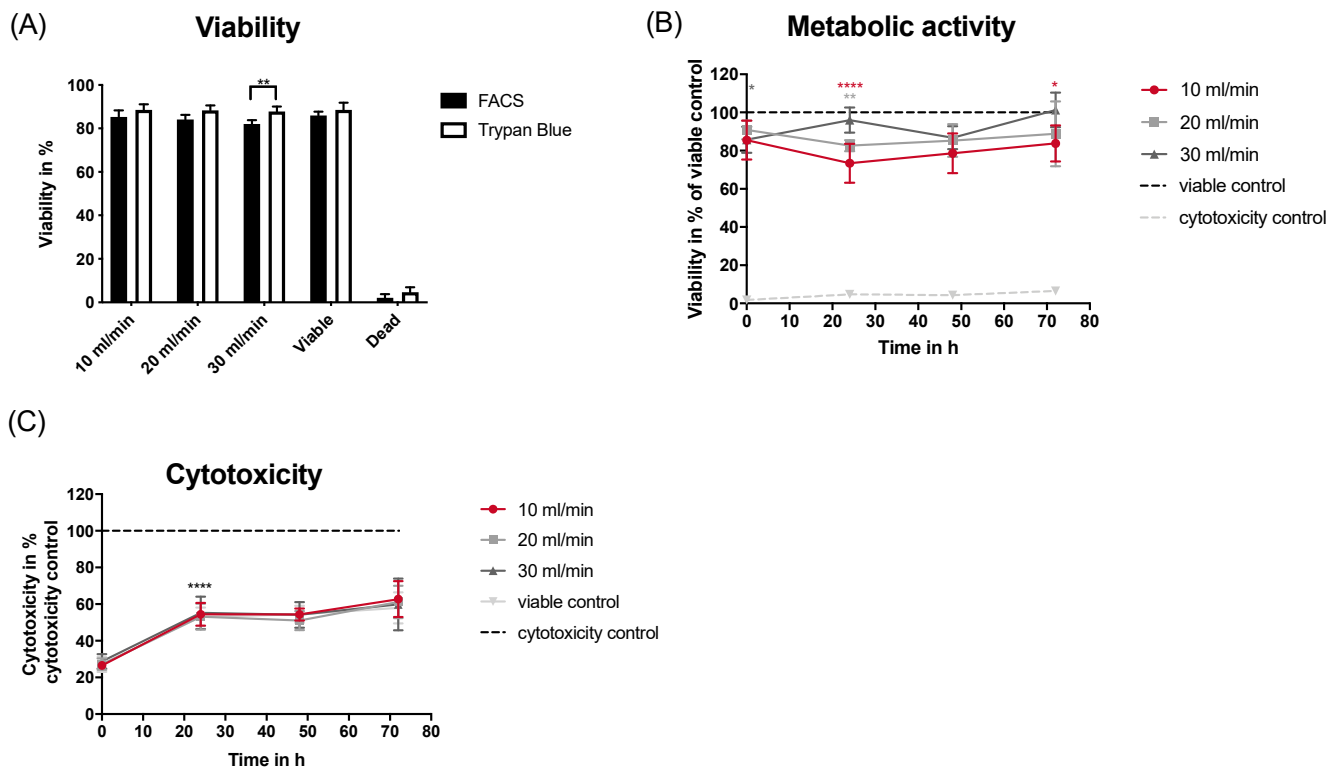 (A)
Viability
Viability in %
100
80
60
40
20
0
**
10 ml/min
20 ml/min
30 ml/min
Viable
Dead
FACS
Trypan Blue
(B)
Metabolic activity
Viability in % of viable control
120
100
80
60
40
20
0
*
****
**
*
0 10 20 30 40 50 60 70 80
Time in h
10 ml/min
20 ml/min
30 ml/min
viable control
cytotoxicity control
(C)
Cytotoxicity
Cytotoxicity in %
cytotoxicity control
120
100
80
60
40
20
0
****
0 10 20 30 40 50 60 70 80
Time in h
10 ml/min
20 ml/min
30 ml/min
viable control
cytotoxicity control